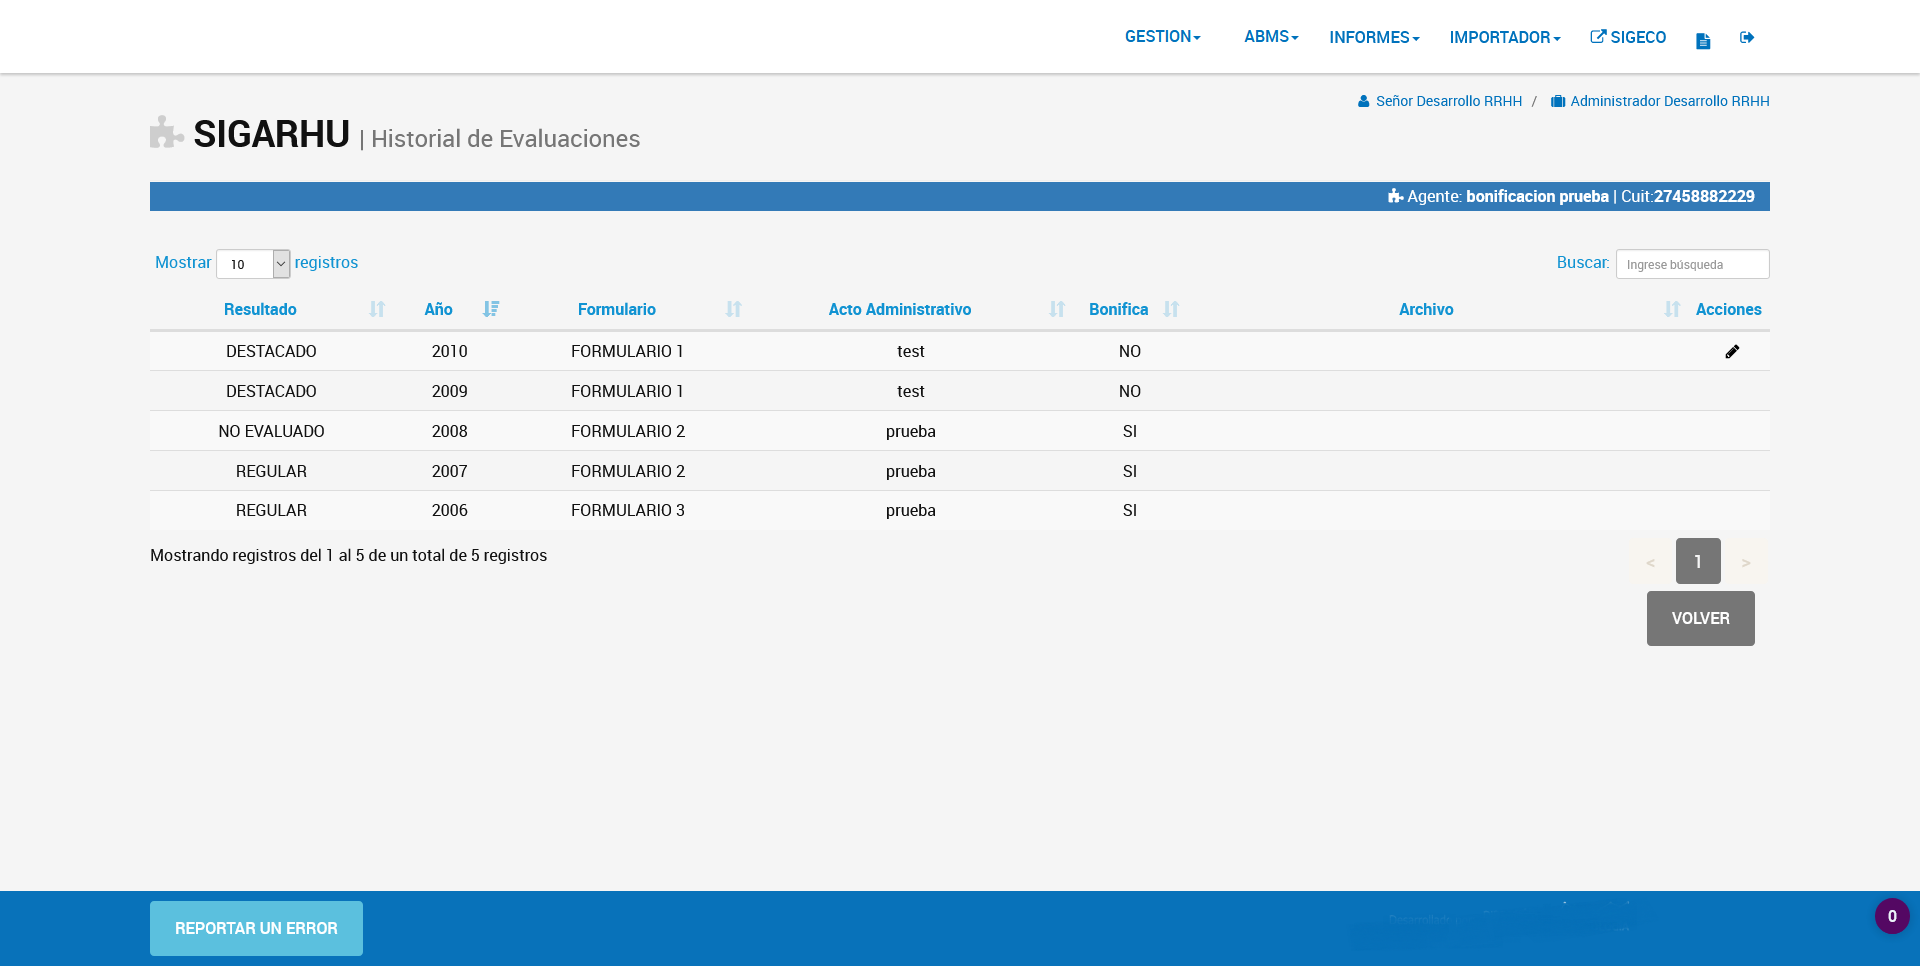 GESTION ABMS INFORMES IMPORTADOR SIGECO
Señor Desarrollo RRHH / Administrador Desarrollo RRHH
SIGARHU | Historial de Evaluaciones
Agente: bonificacion prueba | Cuit:27458882229
Mostrar 10 registros Buscar: Ingrese búsqueda
Resultado Año Formulario Acto Administrativo Bonifica Archivo Acciones
DESTACADO 2010 FORMULARIO 1 test NO
DESTACADO 2009 FORMULARIO 1 test NO
NO EVALUADO 2008 FORMULARIO 2 prueba SI
REGULAR 2007 FORMULARIO 2 prueba SI
REGULAR 2006 FORMULARIO 3 prueba SI
Mostrando registros del 1 al 5 de un total de 5 registros
< 1 >
VOLVER
REPORTAR UN ERROR
0